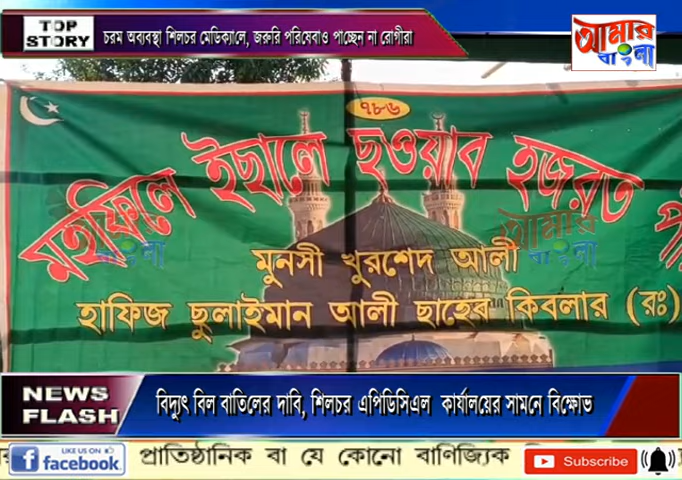 TOP STORY
চরম অব্যবস্থা শিলচর মেডিক্যালে, জরুরি পরিষেবাও পাচ্ছেন না রোগীরা
আমার বাংলা
৭৮৬
মহফিলে ইছালে ছওয়াব হজরত
মুনসী খুরশেদ আলী
হাফিজ ছুলাইমান আলী ছাহেব কিবলার (রঃ)
NEWS FLASH
বিদ্যুৎ বিল বাতিলের দাবি, শিলচর এপিডিসিএল কার্যালয়ের সামনে বিক্ষোভ
LIKE US ON
facebook
প্রাতিষ্ঠানিক বা যে কোনো বাণিজ্যিক
Subscribe